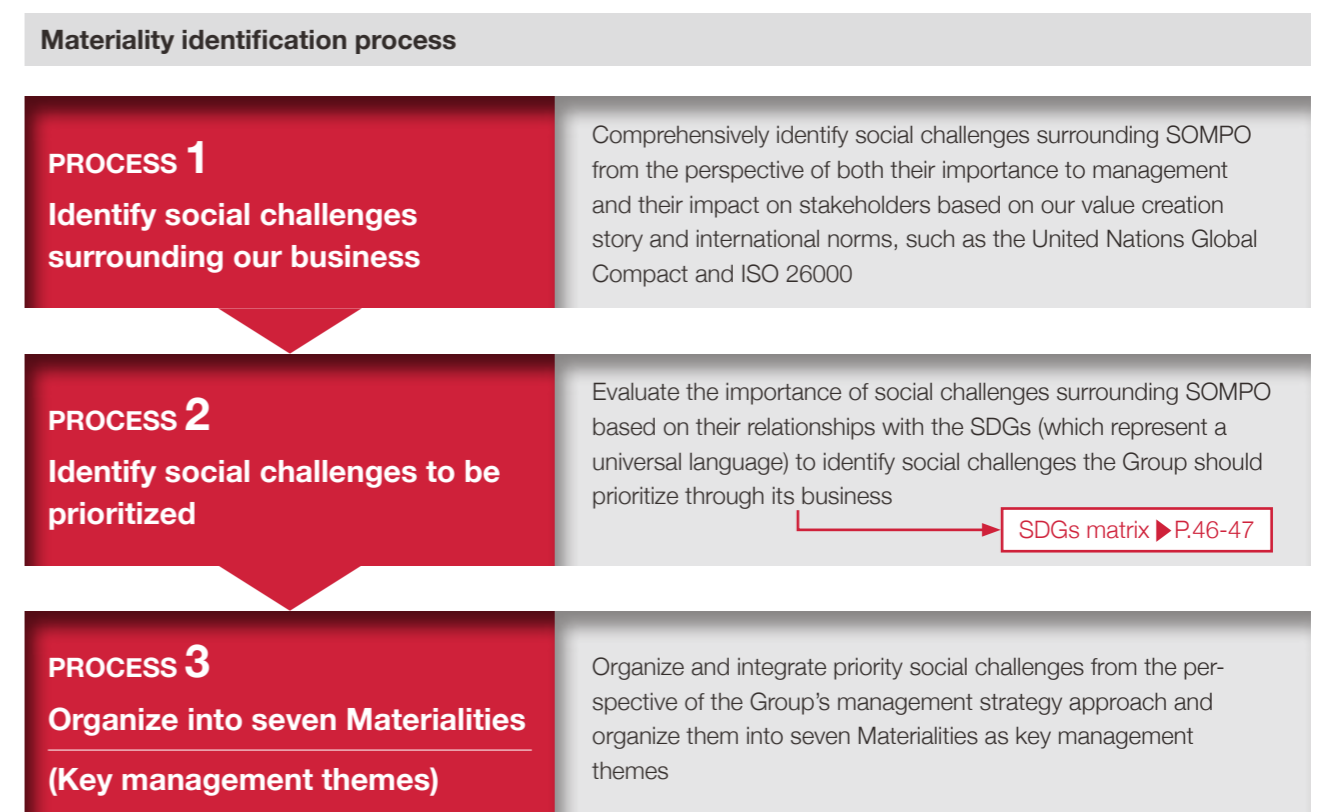 Materiality identification process
PROCESS 1
Identify social challenges
surrounding our business
Comprehensively identify social challenges surrounding SOMPO
from the perspective of both their importance to management
and their impact on stakeholders based on our value creation
story and international norms, such as the United Nations Global
Compact and ISO 26000
PROCESS 2
Identify social challenges to be
prioritized
Evaluate the importance of social challenges surrounding SOMPO
based on their relationships with the SDGs (which represent a
universal language) to identify social challenges the Group should
prioritize through its business
SDGs matrix ▶P.46-47
PROCESS 3
Organize into seven Materialities
(Key management themes)
Organize and integrate priority social challenges from the per-
spective of the Group’s management strategy approach and
organize them into seven Materialities as key management
themes